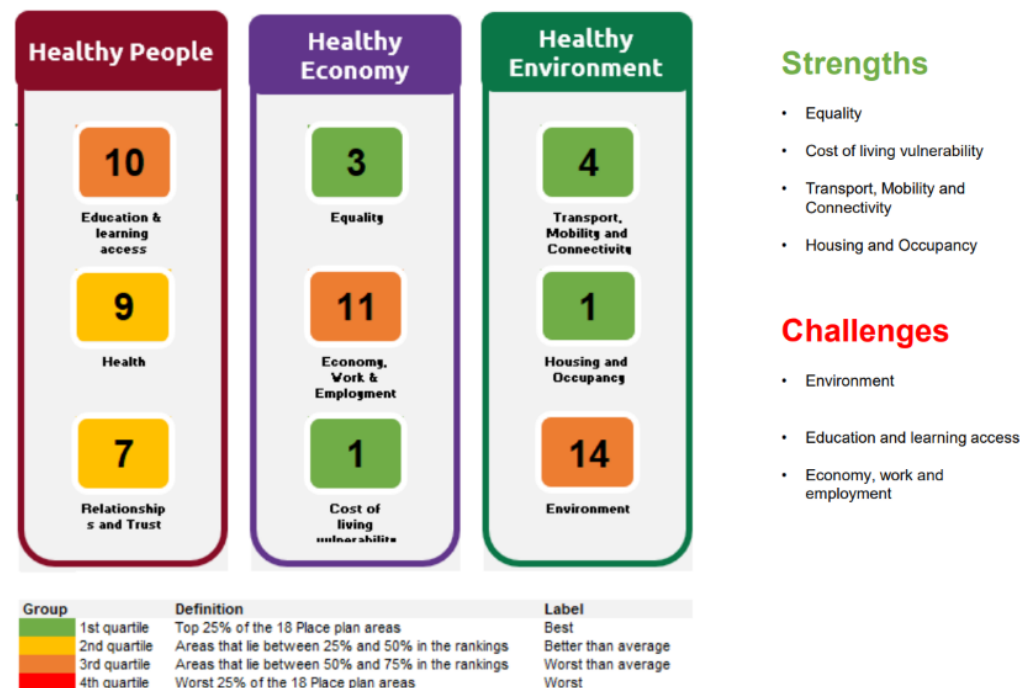 Healthy People
10
Education &
learning
access
9
Health
7
Relationship
s and Trust
Healthy
Economy
3
Equality
11
Economy,
Work &
Employment
1
Cost of
living
vulnerability
Healthy
Environment
4
Transport,
Mobility and
Connectivity
1
Housing and
Occupancy
14
Environment
Strengths
• Equality
• Cost of living vulnerability
• Transport, Mobility and
Connectivity
• Housing and Occupancy
Challenges
• Environment
• Education and learning access
• Economy, work and
employment
Group Definition Label
1st quartile Top 25% of the 18 Place plan areas Best
2nd quartile Areas that lie between 25% and 50% in the rankings Better than average
3rd quartile Areas that lie between 50% and 75% in the rankings Worst than average
4th quartile Worst 25% of the 18 Place plan areas Worst